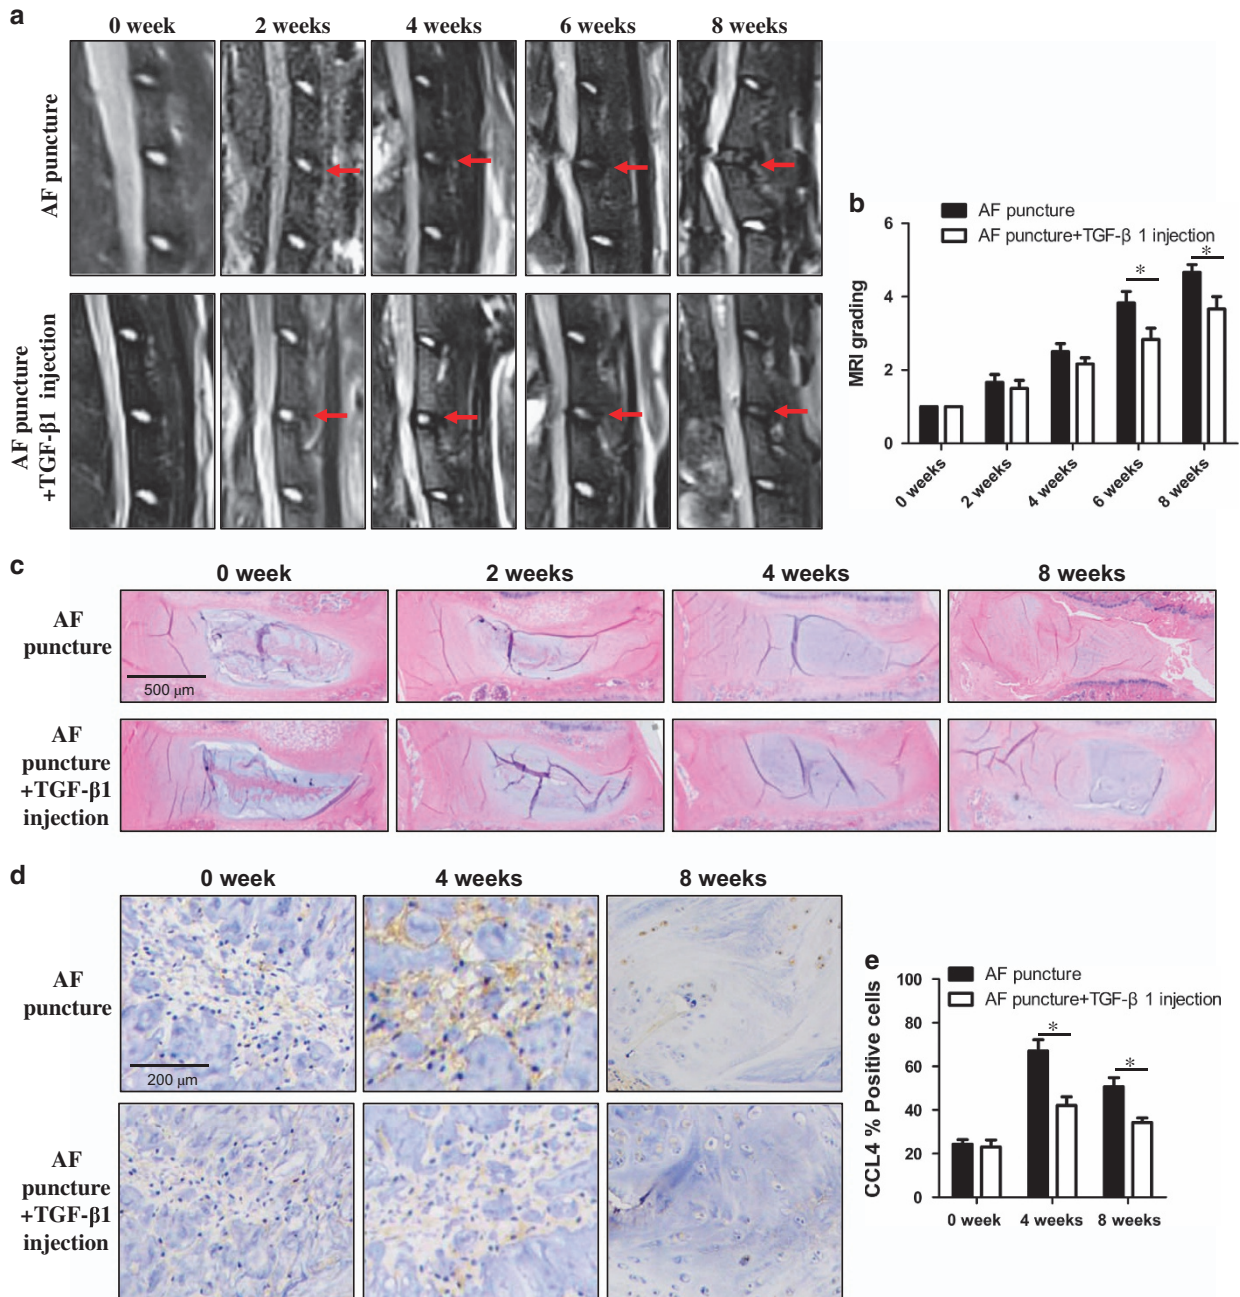 a
0 week 2 weeks 4 weeks 6 weeks 8 weeks
AF puncture
AF puncture
+TGF-β1 injection
b
AF puncture
AF puncture+TGF-β 1 injection
MRI grading
6
4
2
0
* *
0 weeks 2 weeks 4 weeks 6 weeks 8 weeks
c
0 week 2 weeks 4 weeks 8 weeks
AF
puncture
500 μm
AF
puncture
+TGF-β1
injection
d
0 week 4 weeks 8 weeks
AF
puncture
200 μm
AF
puncture
+TGF-β1
injection
e
AF puncture
AF puncture+TGF-β 1 injection
CCL4 % Positive cells
100
80
60
40
20
0
* *
0 week 4 weeks 8 weeks